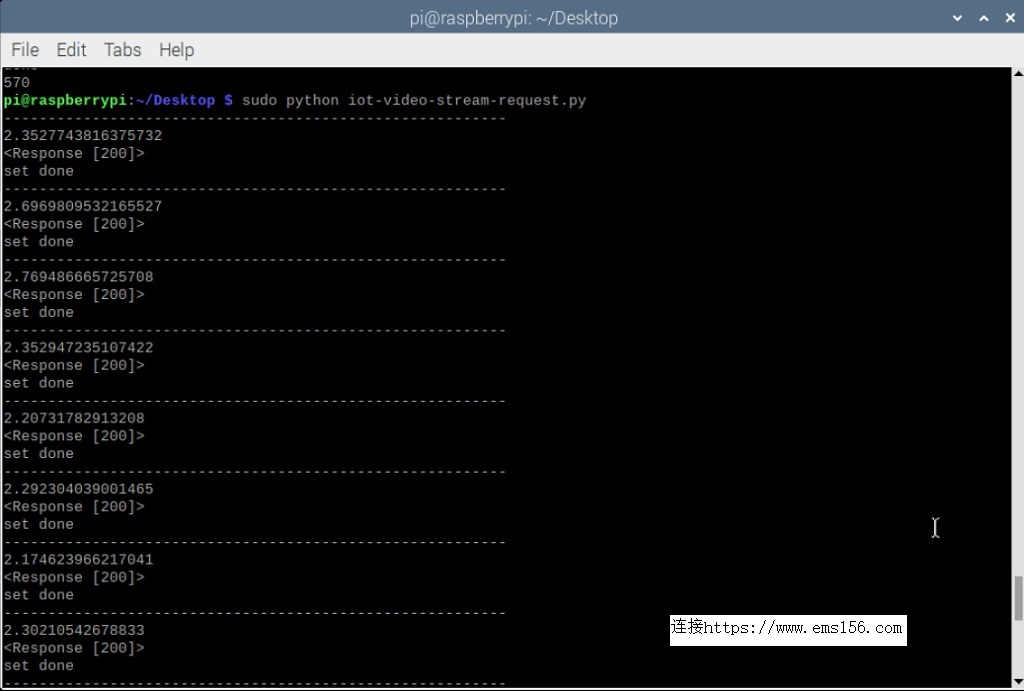 pi@raspberrypi: ~/Desktop
File Edit Tabs Help
570
pi@raspberrypi:~/Desktop $ sudo python iot-video-stream-request.py
---------------------------------------------------------
2.3527743816375732
<Response [200]>
set done
---------------------------------------------------------
2.6969809532165527
<Response [200]>
set done
---------------------------------------------------------
2.769486665725708
<Response [200]>
set done
---------------------------------------------------------
2.352947235107422
<Response [200]>
set done
---------------------------------------------------------
2.20731782913208
<Response [200]>
set done
---------------------------------------------------------
2.292304039001465
<Response [200]>
set done
---------------------------------------------------------
2.174623966217041
<Response [200]>
set done
---------------------------------------------------------
2.30210542678833
<Response [200]>
set done
---------------------------------------------------------
连接https://www.ems156.com